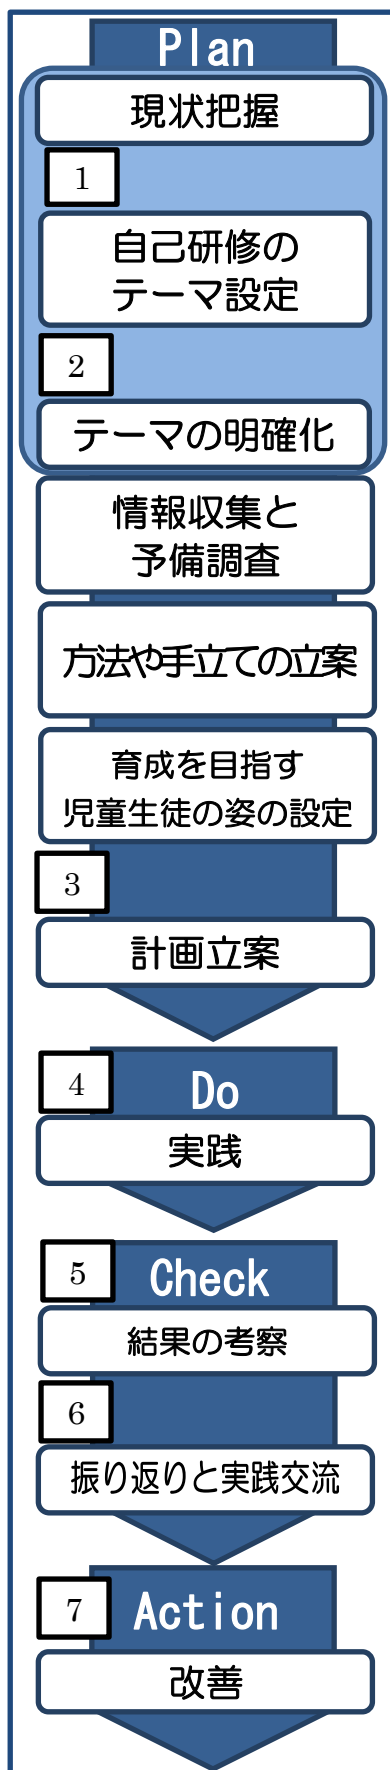 Plan
現状把握
1
自己研修の
テーマ設定
2
テーマの明確化
情報収集と
予備調査
方法や手立ての立案
育成を目指す
児童生徒の姿の設定
3
計画立案
4
Do
実践
5
Check
結果の考察
6
振り返りと実践交流
7
Action
改善